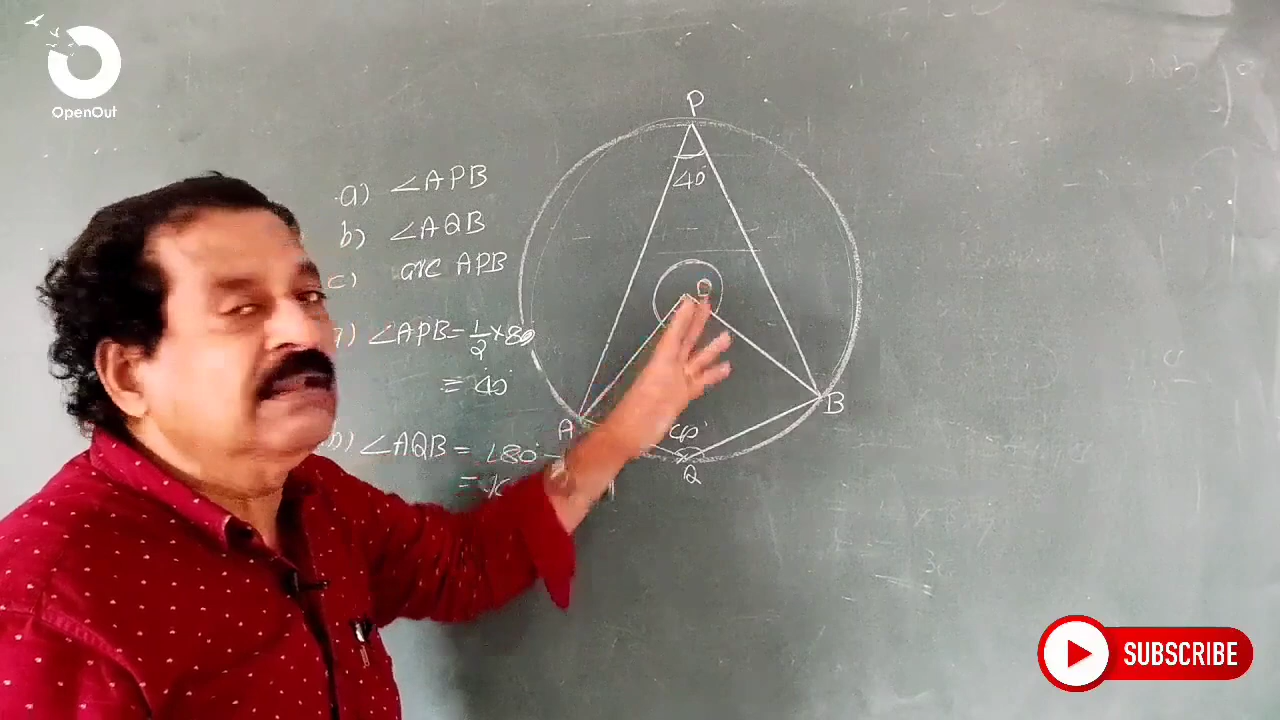 OpenOut
P
40°
a) ∠APB
b) ∠AQB
c) arc APB
∠APB = 1/2 × 80
= 40°
b) ∠AQB = 180° -
=
O
A
B
Q
SUBSCRIBE